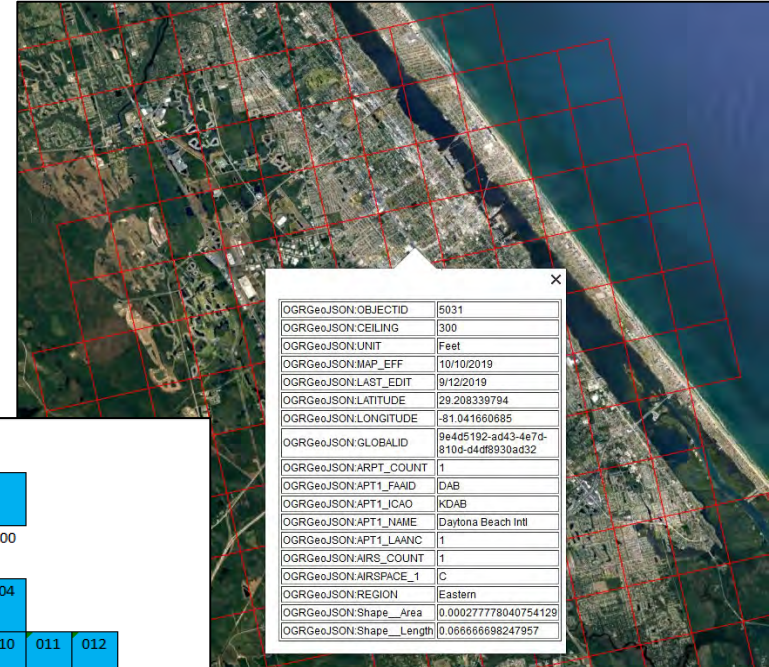 ×
OGRGeoJSON:OBJECTID 5031
OGRGeoJSON:CEILING 300
OGRGeoJSON:UNIT Feet
OGRGeoJSON:MAP_EFF 10/10/2019
OGRGeoJSON:LAST_EDIT 9/12/2019
OGRGeoJSON:LATITUDE 29.208339794
OGRGeoJSON:LONGITUDE -81.041660685
OGRGeoJSON:GLOBALID 9e4d5192-ad43-4e7d-
810d-d4df8930ad32
OGRGeoJSON:ARPT_COUNT 1
OGRGeoJSON:APT1_FAAID DAB
OGRGeoJSON:APT1_ICAO KDAB
OGRGeoJSON:APT1_NAME Daytona Beach Intl
OGRGeoJSON:APT1_LAANC 1
OGRGeoJSON:AIRS_COUNT 1
OGRGeoJSON:AIRSPACE_1 C
OGRGeoJSON:REGION Eastern
OGRGeoJSON:Shape__Area 0.000277778040754129
OGRGeoJSON:Shape__Length 0.066666698247957
00
04
10 011 012